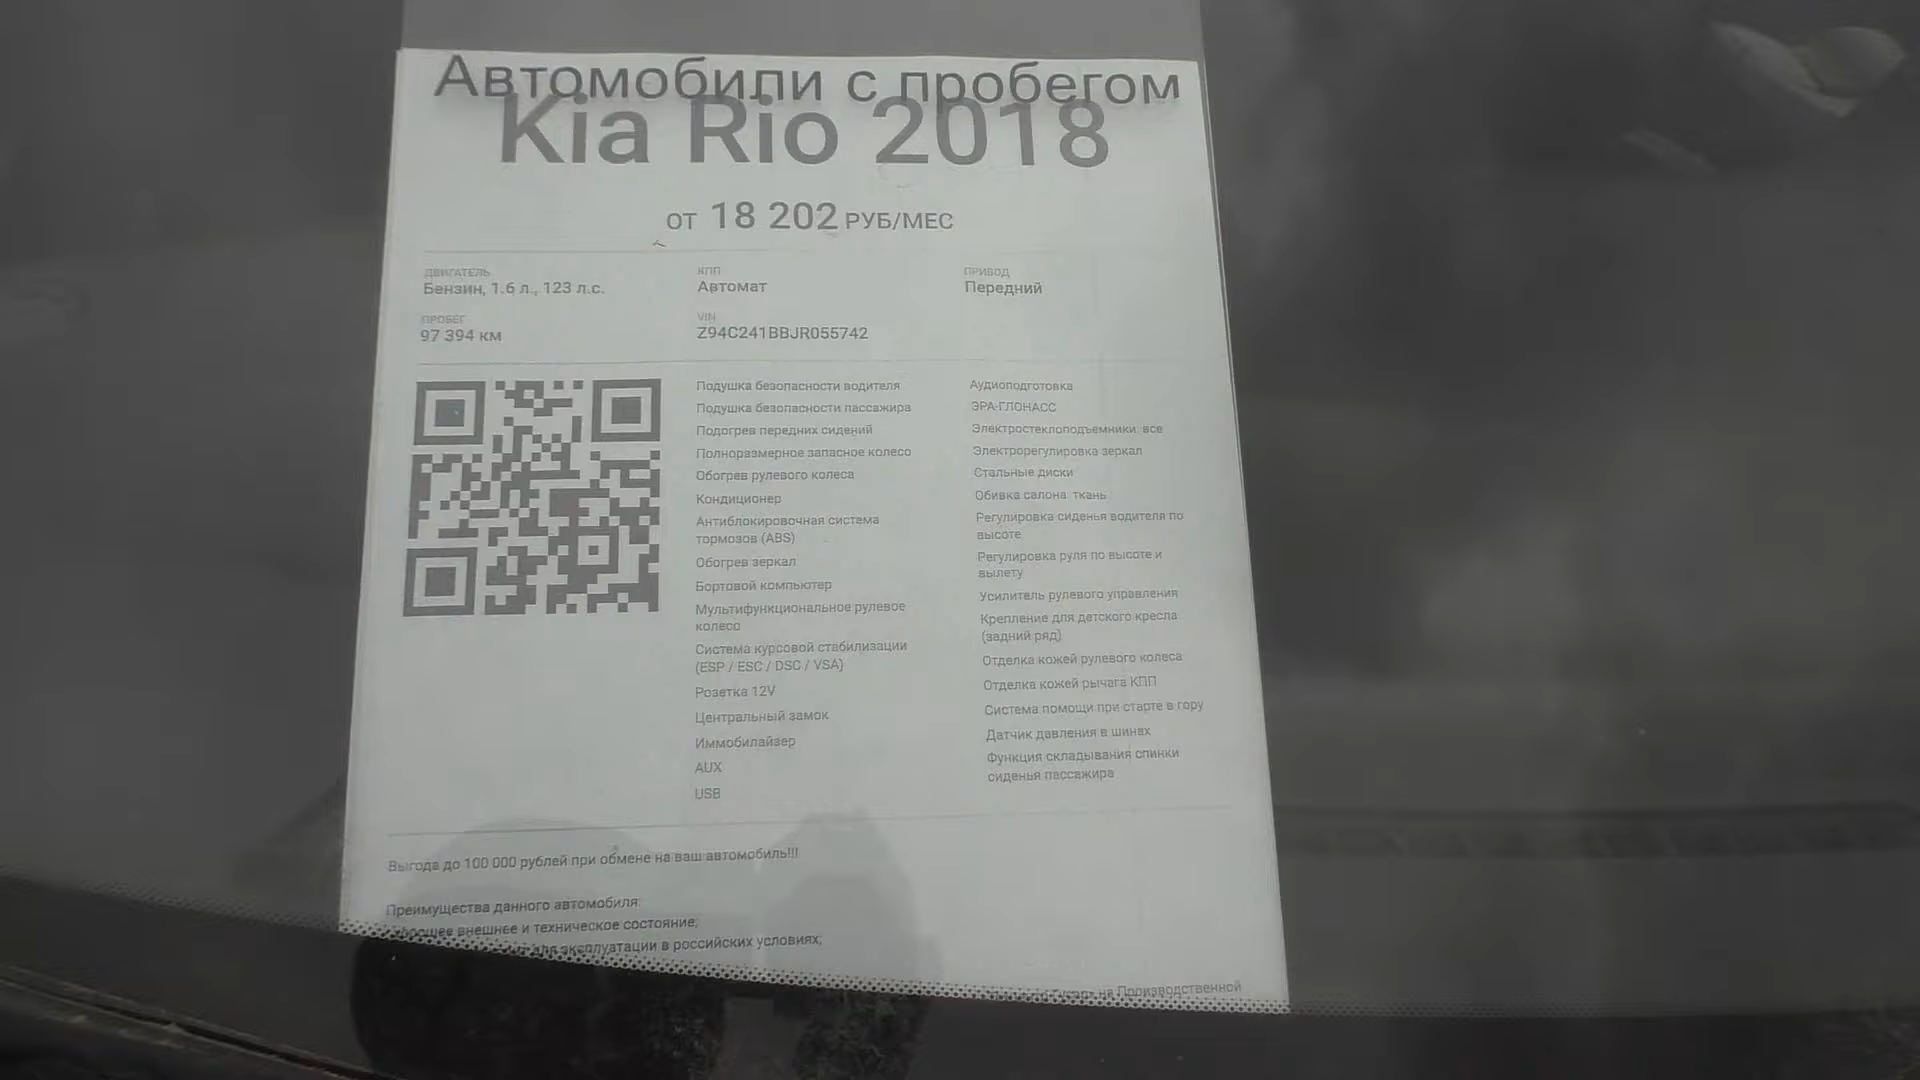 Автомобили с пробегом
Kia Rio 2018
от 18 202 РУБ/МЕС
ДВИГАТЕЛЬ
Бензин, 1.6 л., 123 л.с.
КПП
Автомат
ПРИВОД
Передний
ПРОБЕГ
97 394 км
VIN
Z94C241BBJR055742
Подушка безопасности водителя
Подушка безопасности пассажира
Подогрев передних сидений
Полноразмерное запасное колесо
Обогрев рулевого колеса
Кондиционер
Антиблокировочная система
тормозов (ABS)
Обогрев зеркал
Бортовой компьютер
Мультифункциональное рулевое
колесо
Система курсовой стабилизации
(ESP / ESC / DSC / VSA)
Розетка 12V
Центральный замок
Иммобилайзер
AUX
USB
Аудиоподготовка
ЭРА-ГЛОНАСС
Электростеклоподъемники: все
Электрорегулировка зеркал
Стальные диски
Обивка салона: ткань
Регулировка сиденья водителя по
высоте
Регулировка руля по высоте и
вылету
Усилитель рулевого управления
Крепление для детского кресла
(задний ряд)
Отделка кожей рулевого колеса
Отделка кожей рычага КПП
Система помощи при старте в гору
Датчик давления в шинах
Функция складывания спинки
сиденья пассажира
Выгода до 100 000 рублей при обмене на ваш автомобиль!!!
Преимущества данного автомобиля:
внешнее и техническое состояние;
эксплуатации в российских условиях;
на Производственной